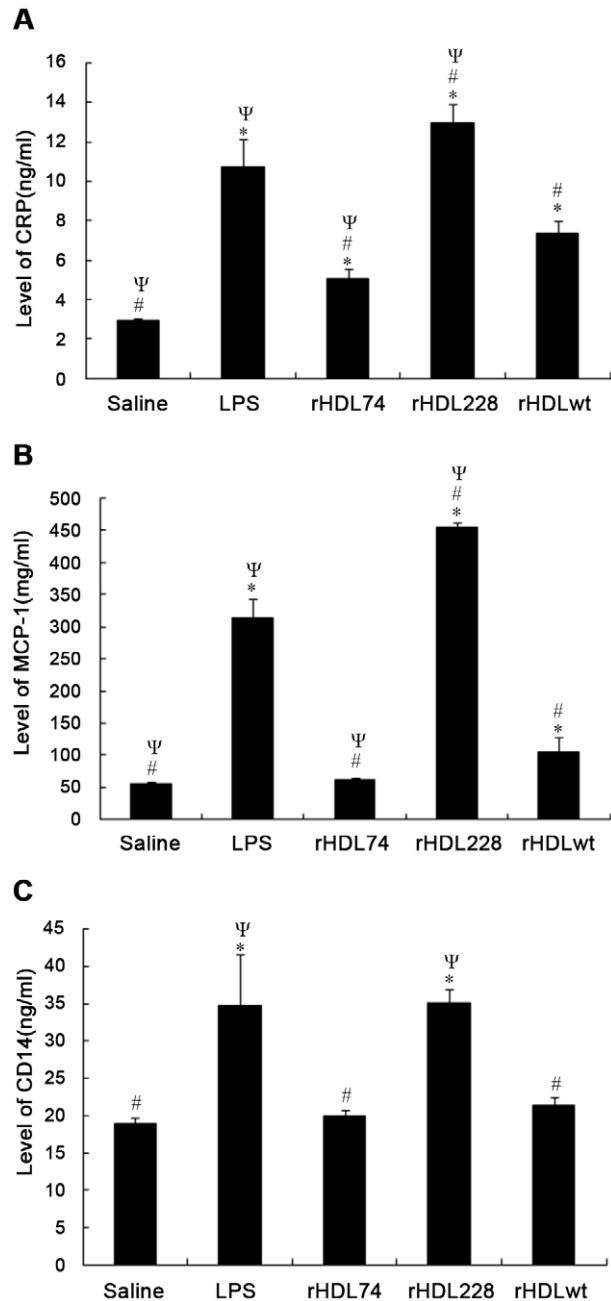 A
Level of CRP(ng/ml)
16
14
12
10
8
6
4
2
0
Ψ
#
Ψ
*
Ψ
#
*
Ψ
#
*
#
*
Saline LPS rHDL74 rHDL228 rHDLwt
B
Level of MCP-1(mg/ml)
500
450
400
350
300
250
200
150
100
50
0
Ψ
#
Ψ
*
Ψ
#
Ψ
#
*
#
*
Saline LPS rHDL74 rHDL228 rHDLwt
C
Level of CD14(ng/ml)
45
40
35
30
25
20
15
10
5
0
#
Ψ
*
#
Ψ
*
#
Saline LPS rHDL74 rHDL228 rHDLwt